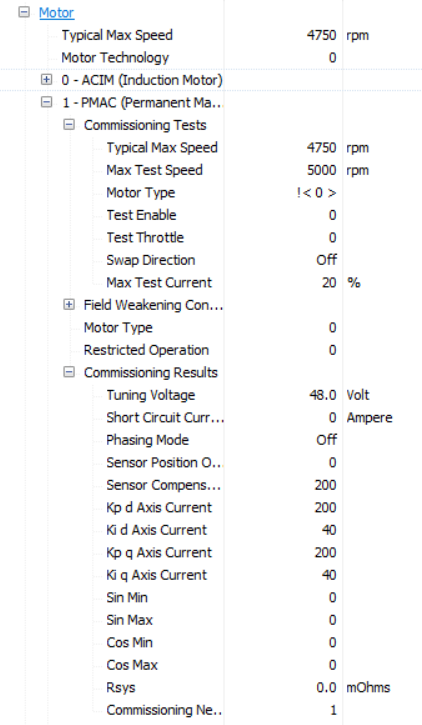 Motor
Typical Max Speed 4750 rpm
Motor Technology 0
0 - ACIM (Induction Motor)
1 - PMAC (Permanent Ma...
Commissioning Tests
Typical Max Speed 4750 rpm
Max Test Speed 5000 rpm
Motor Type !< 0 >
Test Enable 0
Test Throttle 0
Swap Direction Off
Max Test Current 20 %
Field Weakening Con...
Motor Type 0
Restricted Operation 0
Commissioning Results
Tuning Voltage 48.0 Volt
Short Circuit Curr... 0 Ampere
Phasing Mode Off
Sensor Position O... 0
Sensor Compens... 200
Kp d Axis Current 200
Ki d Axis Current 40
Kp q Axis Current 200
Ki q Axis Current 40
Sin Min 0
Sin Max 0
Cos Min 0
Cos Max 0
Rsys 0.0 mOhms
Commissioning Ne... 1